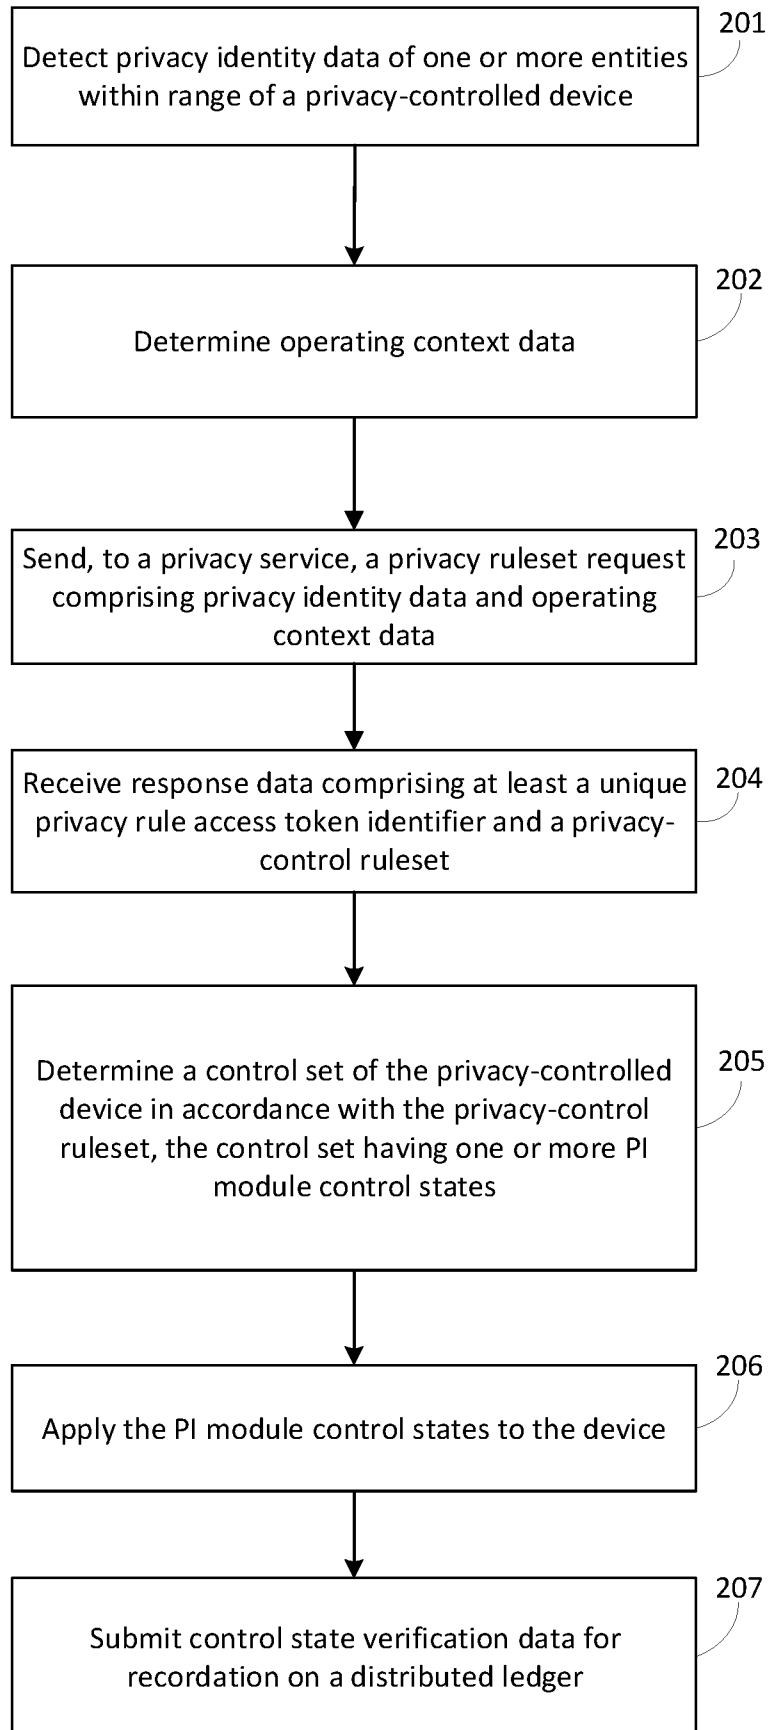 201
Detect privacy identity data of one or more entities
within range of a privacy-controlled device
202
Determine operating context data
203
Send, to a privacy service, a privacy ruleset request
comprising privacy identity data and operating
context data
204
Receive response data comprising at least a unique
privacy rule access token identifier and a privacy-
control ruleset
205
Determine a control set of the privacy-controlled
device in accordance with the privacy-control
ruleset, the control set having one or more PI
module control states
206
Apply the PI module control states to the device
207
Submit control state verification data for
recordation on a distributed ledger